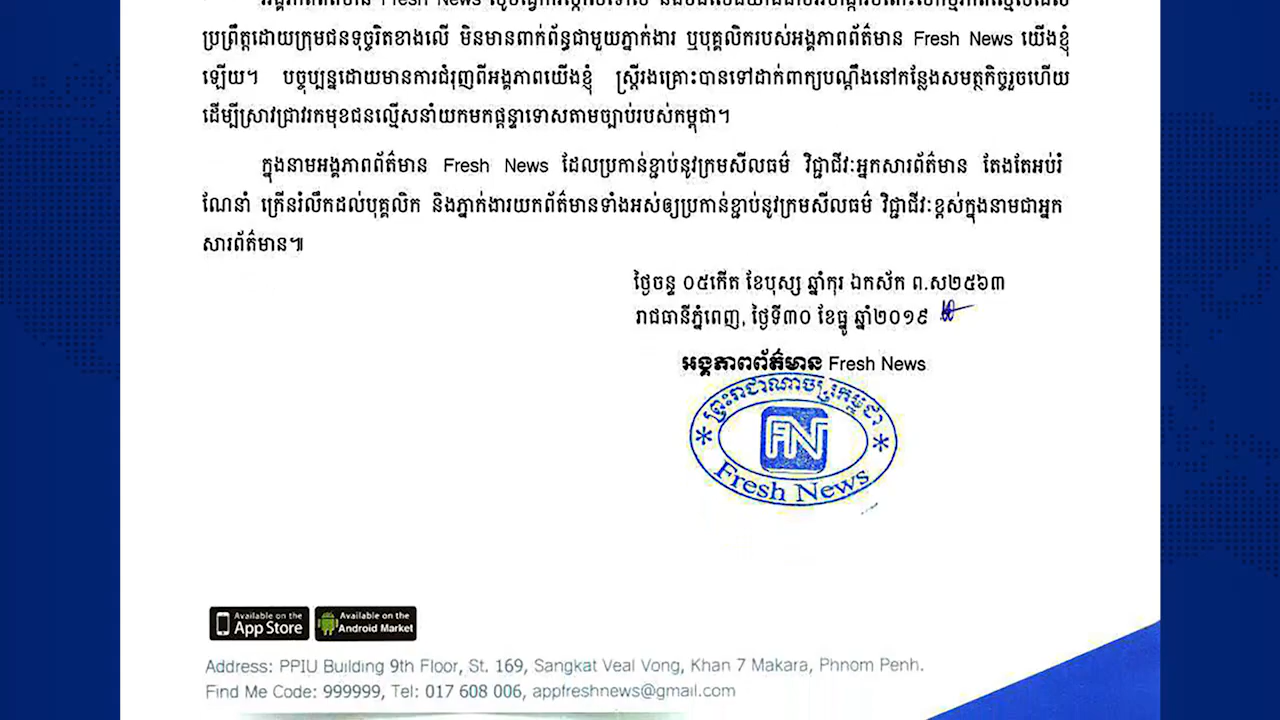 ប្រព្រឹត្តដោយក្រុមជនទុច្ចរិតខាងលើ មិនមានពាក់ព័ន្ធជាមួយភ្នាក់ងារ ឬបុគ្គលិករបស់អង្គភាពព័ត៌មាន Fresh News យើងខ្ញុំ
ឡើយ។ បច្ចុប្បន្នដោយមានការជំរុញពីអង្គភាពយើងខ្ញុំ ស្ត្រីរងគ្រោះបានទៅដាក់ពាក្យបណ្តឹងនៅកន្លែងសមត្ថកិច្ចរួចហើយ
ដើម្បីស្រាវជ្រាវរកមុខជនល្មើសនាំយកមកផ្តន្ទាទោសតាមច្បាប់របស់កម្ពុជា។
ក្នុងនាមអង្គភាពព័ត៌មាន Fresh News ដែលប្រកាន់ខ្ជាប់នូវក្រមសីលធម៌ វិជ្ជាជីវៈអ្នកសារព័ត៌មាន តែងតែអប់រំ
ណែនាំ ក្រើនរំលឹកដល់បុគ្គលិក និងភ្នាក់ងារយកព័ត៌មានទាំងអស់ឲ្យប្រកាន់ខ្ជាប់នូវក្រមសីលធម៌ វិជ្ជាជីវៈខ្ពស់ក្នុងនាមជាអ្នក
សារព័ត៌មាន៕
ថ្ងៃចន្ទ ០៥កើត ខែបុស្ស ឆ្នាំកុរ ឯកស័ក ព.ស២៥៦៣
រាជធានីភ្នំពេញ, ថ្ងៃទី៣០ ខែធ្នូ ឆ្នាំ២០១៩
អង្គភាពព័ត៌មាន Fresh News
ព្រះរាជាណាចក្រកម្ពុជា
FN
Fresh News
Available on the App Store
Available on the Android Market
Address: PPIU Building 9th Floor, St. 169, Sangkat Veal Vong, Khan 7 Makara, Phnom Penh.
Find Me Code: 999999, Tel: 017 608 006, appfreshnews@gmail.com